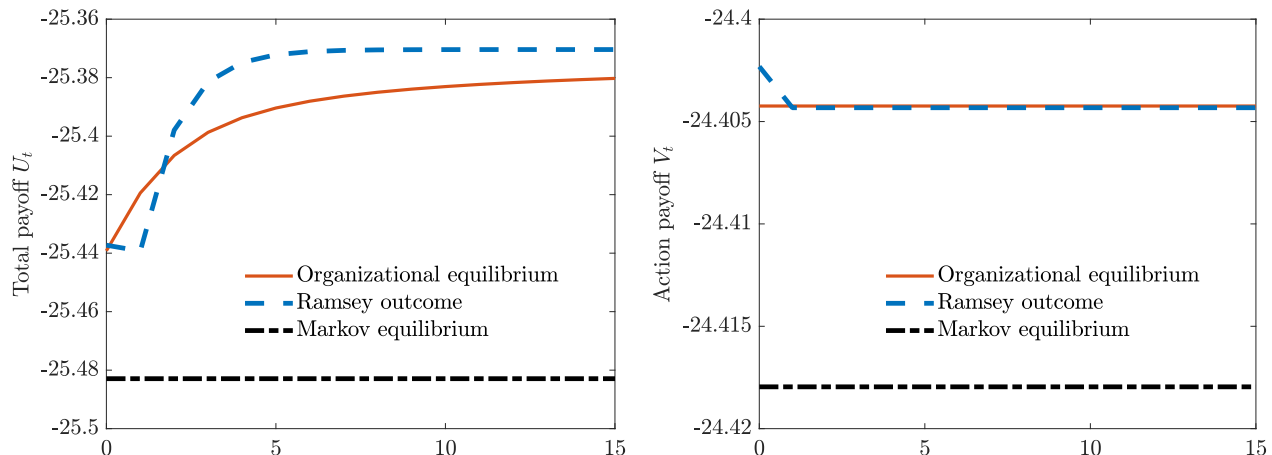 Total payoff U_t
-25.36
-25.38
-25.4
-25.42
-25.44
-25.46
-25.48
-25.5
0
5
10
15
Organizational equilibrium
Ramsey outcome
Markov equilibrium
Action payoff V_t
-24.4
-24.405
-24.41
-24.415
-24.42
0
5
10
15
Organizational equilibrium
Ramsey outcome
Markov equilibrium